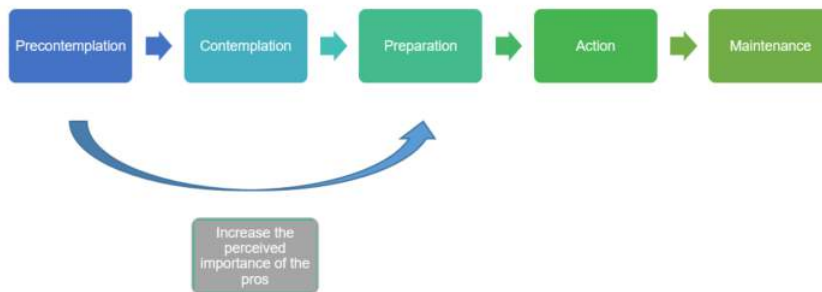 Precontemplation
Contemplation
Preparation
Action
Maintenance
Increase the
perceived
importance of the
pros